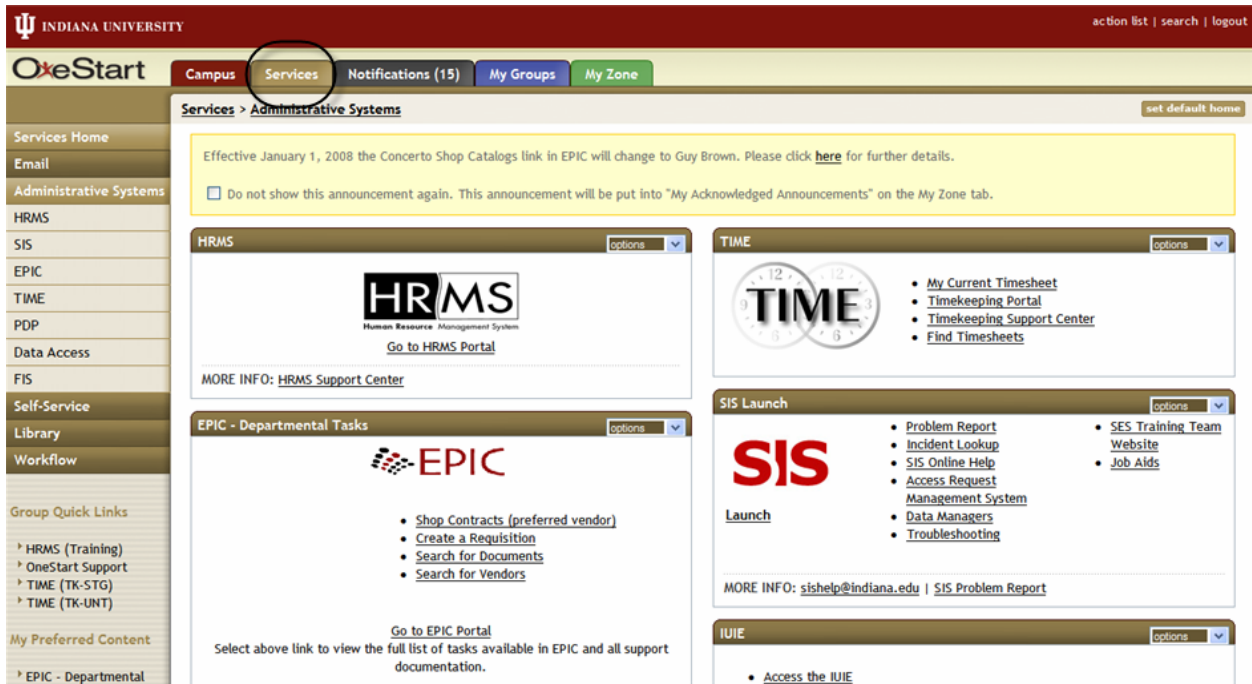 INDIANA UNIVERSITY
action list | search | logout
OneStart
Campus
Services
Notifications (15)
My Groups
My Zone
Services > Administrative Systems
set default home
Services Home
Email
Administrative Systems
HRMS
SIS
EPIC
TIME
PDP
Data Access
FIS
Self-Service
Library
Workflow
Group Quick Links
HRMS (Training)
OneStart Support
TIME (TK-STG)
TIME (TK-UNT)
My Preferred Content
EPIC - Departmental
Effective January 1, 2008 the Concerto Shop Catalogs link in EPIC will change to Guy Brown. Please click here for further details.
Do not show this announcement again. This announcement will be put into "My Acknowledged Announcements" on the My Zone tab.
HRMS
options
HRMS
Human Resource Management System
Go to HRMS Portal
MORE INFO: HRMS Support Center
EPIC - Departmental Tasks
options
EPIC
Shop Contracts (preferred vendor)
Create a Requisition
Search for Documents
Search for Vendors
Go to EPIC Portal
Select above link to view the full list of tasks available in EPIC and all support
documentation.
TIME
options
12 12
9 3
6 6
TIME
My Current Timesheet
Timekeeping Portal
Timekeeping Support Center
Find Timesheets
SIS Launch
options
SIS
Launch
Problem Report
Incident Lookup
SIS Online Help
Access Request
Management System
Data Managers
Troubleshooting
SES Training Team
Website
Job Aids
MORE INFO: sishelp@indiana.edu | SIS Problem Report
IUIE
options
Access the IUIE